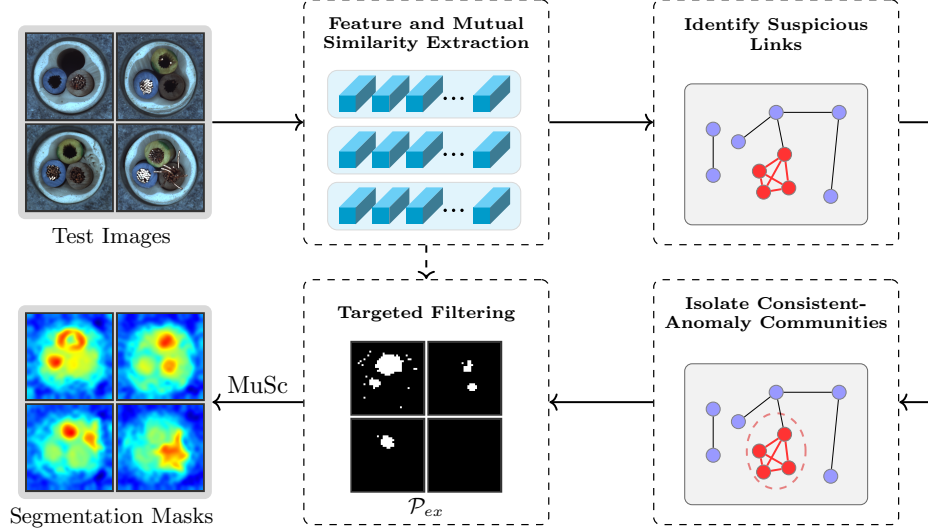 Feature and Mutual
Similarity Extraction
Identify Suspicious
Links
Test Images
Targeted Filtering
Isolate Consistent-
Anomaly Communities
MuSc
Segmentation Masks
𝒫ₑₓ